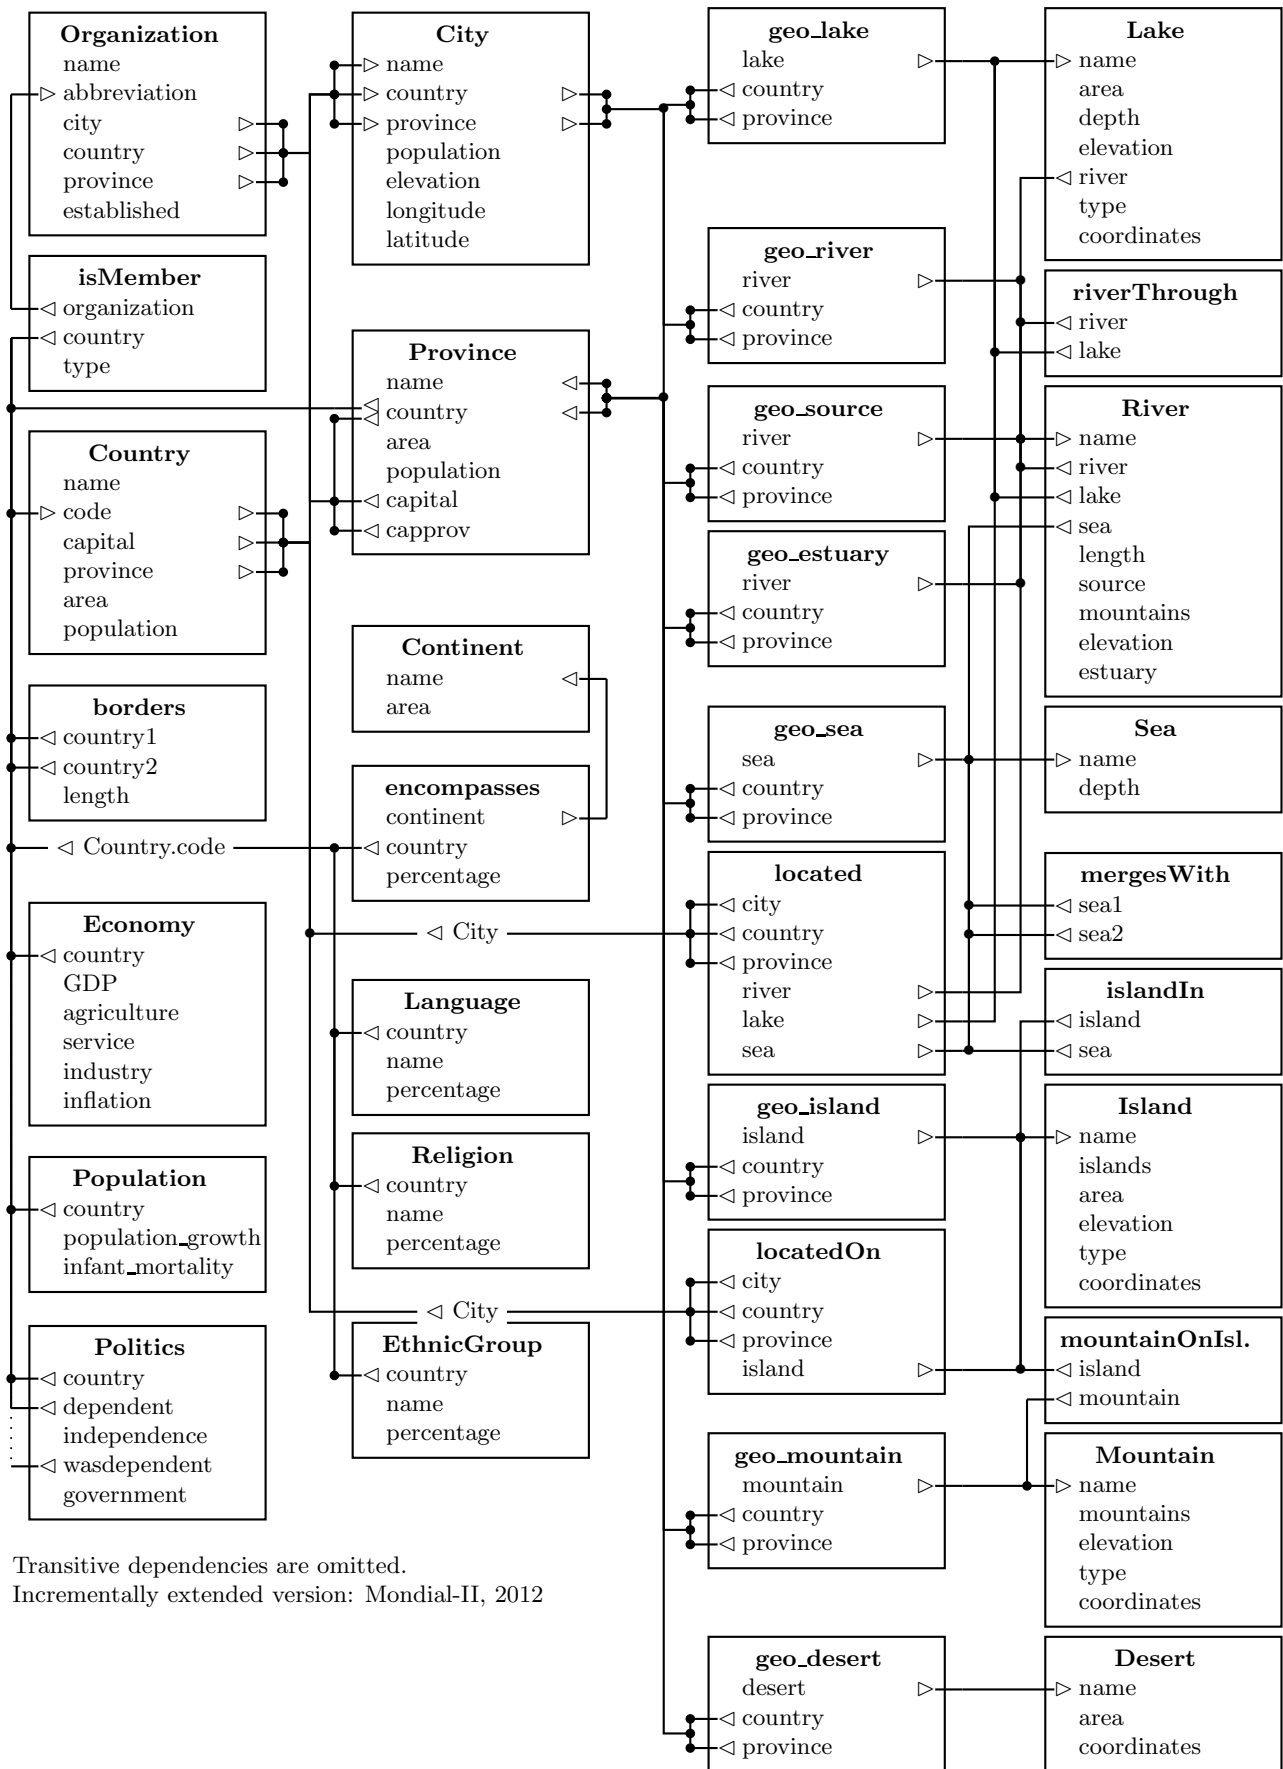 Organization
name
abbreviation
city
country
province
established
isMember
organization
country
type
Country
name
code
capital
province
area
population
borders
country1
country2
length
◁ Country.code
Economy
country
GDP
agriculture
service
industry
inflation
Population
country
population_growth
infant_mortality
Politics
country
dependent
independence
wasdependent
government
City
name
country
province
population
elevation
longitude
latitude
Province
name
country
area
population
capital
capprov
Continent
name
area
encompasses
continent
country
percentage
◁ City
Language
country
name
percentage
Religion
country
name
percentage
◁ City
EthnicGroup
country
name
percentage
geo_lake
lake
country
province
geo_river
river
country
province
geo_source
river
country
province
geo_estuary
river
country
province
geo_sea
sea
country
province
located
city
country
province
river
lake
sea
geo_island
island
country
province
locatedOn
city
country
province
island
geo_mountain
mountain
country
province
geo_desert
desert
country
province
Lake
name
area
depth
elevation
river
type
coordinates
riverThrough
river
lake
River
name
river
lake
sea
length
source
mountains
elevation
estuary
Sea
name
depth
mergesWith
sea1
sea2
islandIn
island
sea
Island
name
islands
area
elevation
type
coordinates
mountainOnIsl.
island
mountain
Mountain
name
mountains
elevation
type
coordinates
Desert
name
area
coordinates
Transitive dependencies are omitted.
Incrementally extended version: Mondial-II, 2012